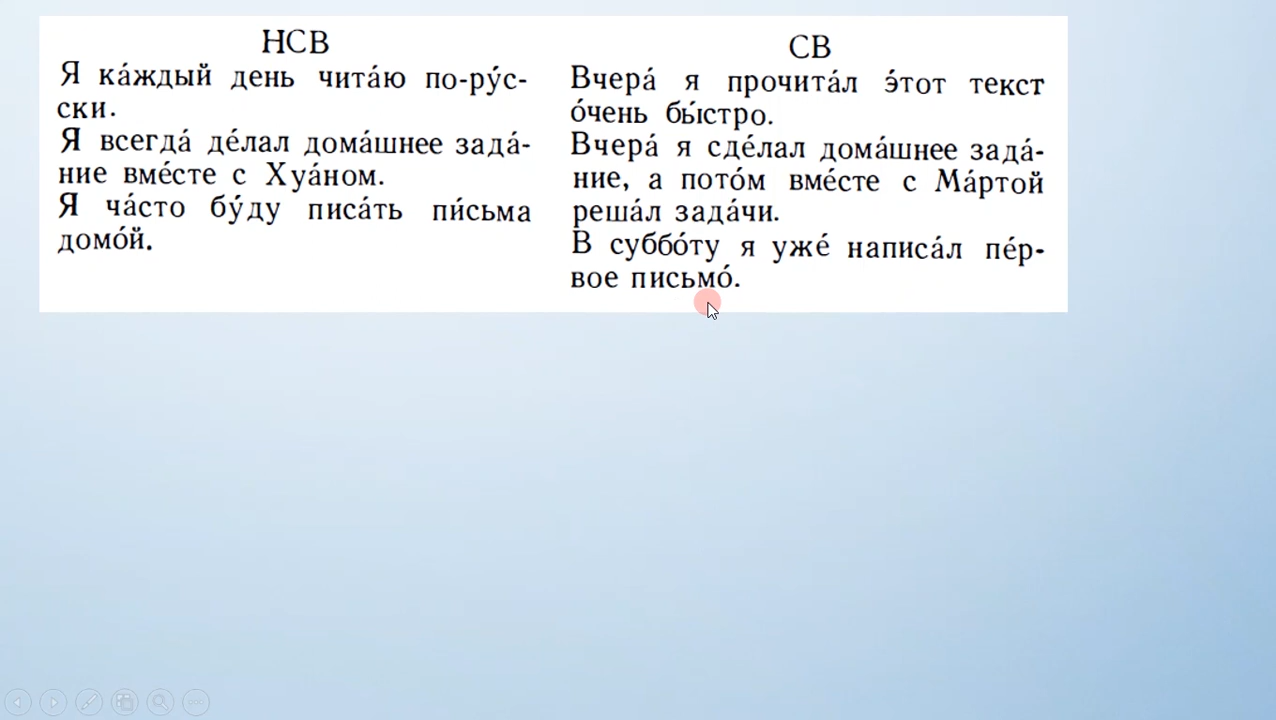 НСВ
Я ка́ждый день чита́ю по-ру́с-
ски.
Я всегда́ де́лал дома́шнее зада́-
ние вме́сте с Хуа́ном.
Я ча́сто бу́ду писа́ть пи́сьма
домо́й.
СВ
Вчера́ я прочита́л э́тот текст
о́чень бы́стро.
Вчера́ я сде́лал дома́шнее зада́-
ние, а пото́м вме́сте с Ма́ртой
реша́л зада́чи.
В суббо́ту я уже́ написа́л пе́р-
вое письмо́.